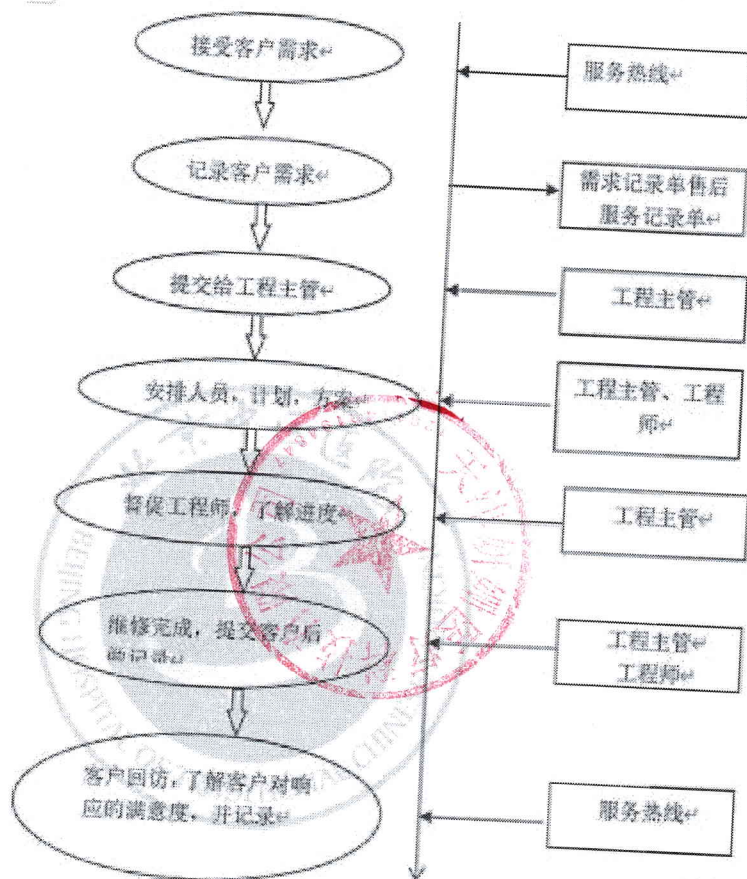 接受客户需求
服务热线
记录客户需求
需求记录单售后
服务记录单
提交给工程主管
工程主管
安排人员，计划，方案
工程主管、工程
师
督促工程师，了解进度
工程主管
维修完成，提交客户后
工程主管
工程师
客户回访，了解客户对响
应的满意度，并记录
服务热线